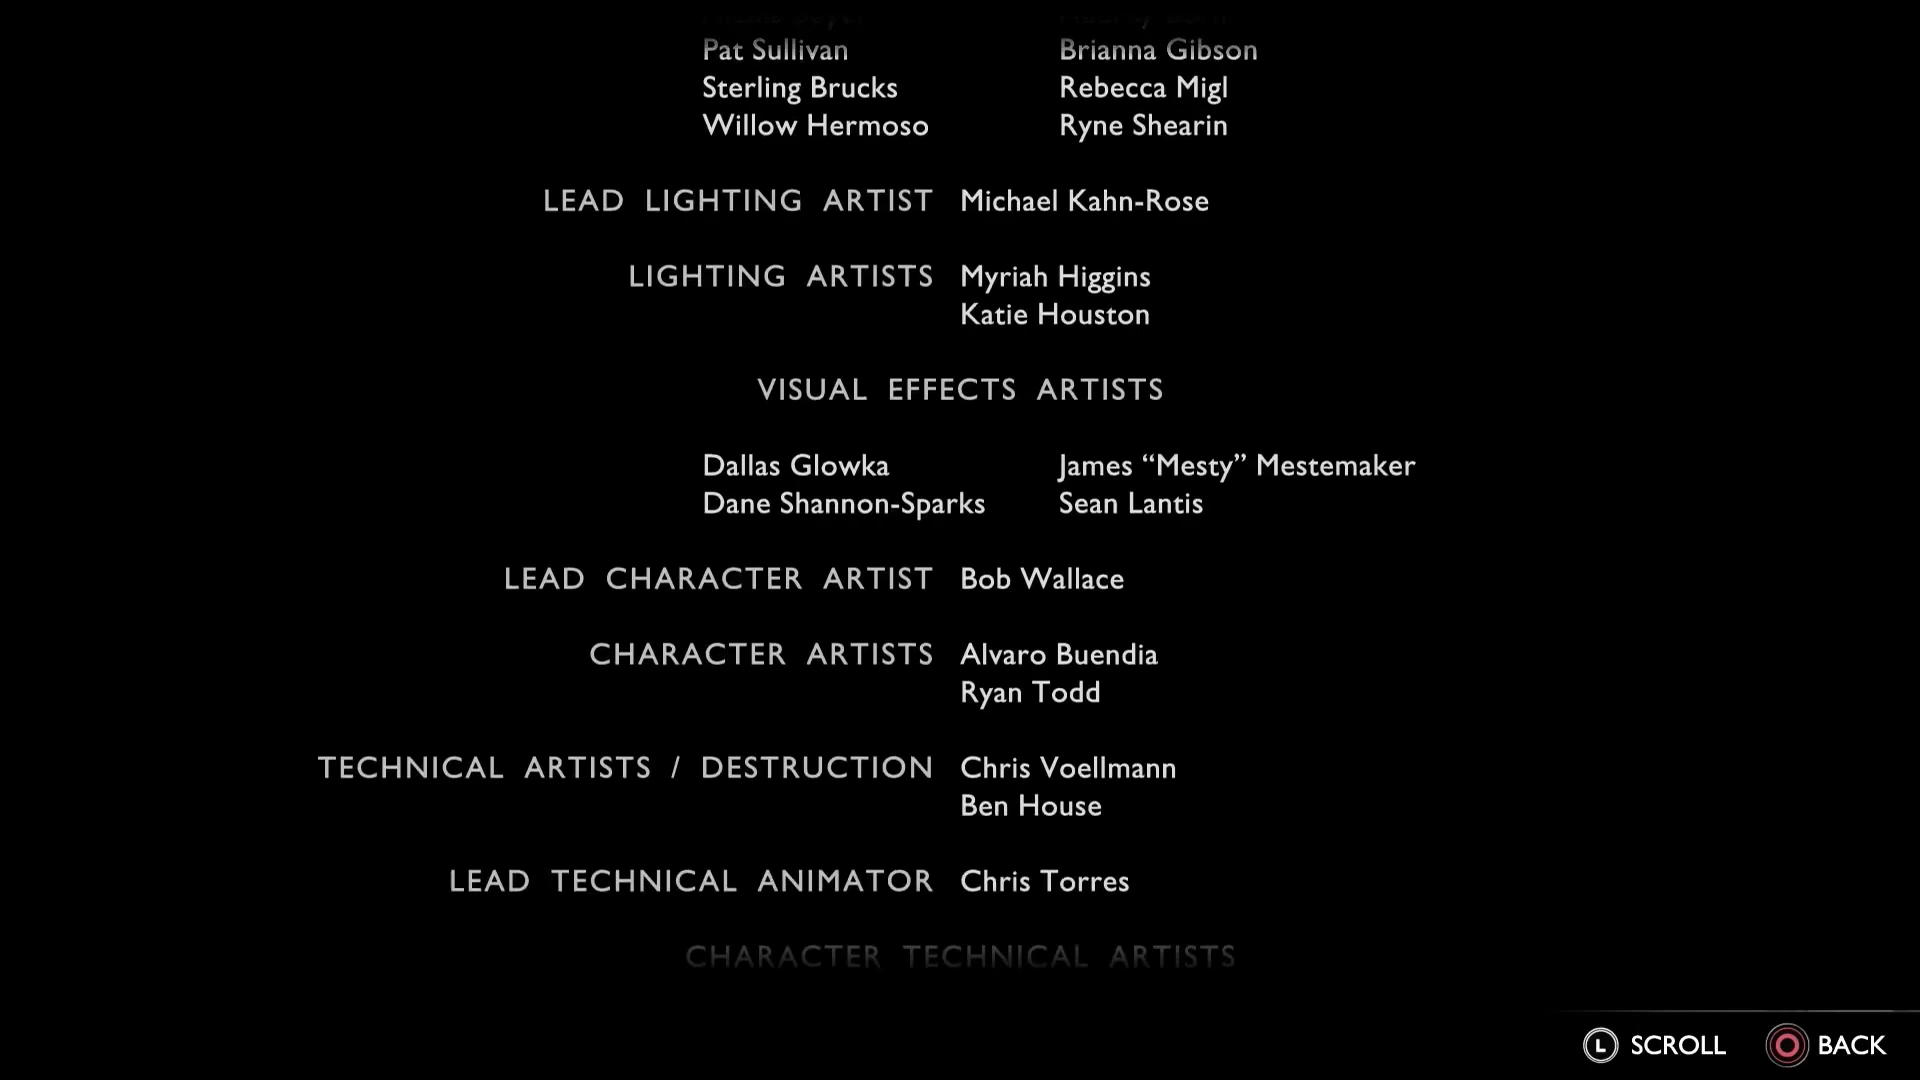 Pat Sullivan Brianna Gibson
Sterling Brucks Rebecca Migl
Willow Hermoso Ryne Shearin
LEAD LIGHTING ARTIST Michael Kahn-Rose
LIGHTING ARTISTS Myriah Higgins
Katie Houston
VISUAL EFFECTS ARTISTS
Dallas Glowka James “Mesty” Mestemaker
Dane Shannon-Sparks Sean Lantis
LEAD CHARACTER ARTIST Bob Wallace
CHARACTER ARTISTS Alvaro Buendia
Ryan Todd
TECHNICAL ARTISTS / DESTRUCTION Chris Voellmann
Ben House
LEAD TECHNICAL ANIMATOR Chris Torres
CHARACTER TECHNICAL ARTISTS
L SCROLL BACK